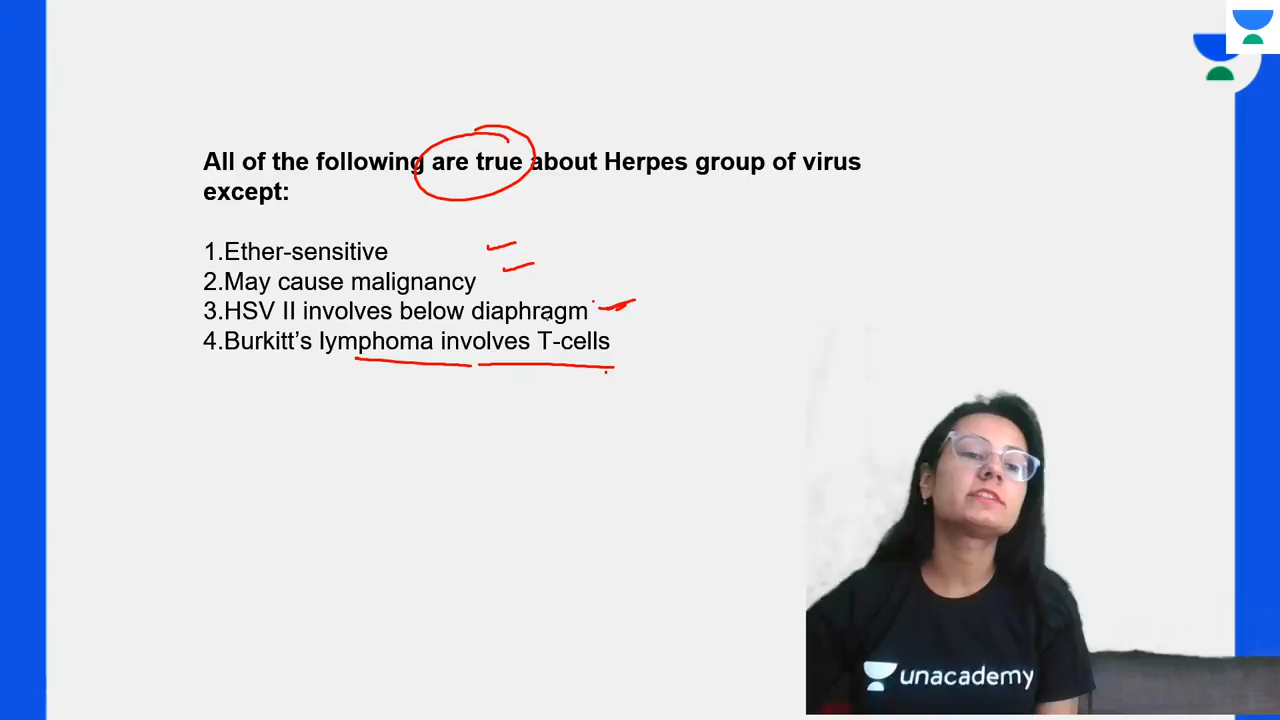 All of the following are true about Herpes group of virus
except:
1.Ether-sensitive
2.May cause malignancy
3.HSV II involves below diaphragm
4.Burkitt’s lymphoma involves T-cells
unacademy